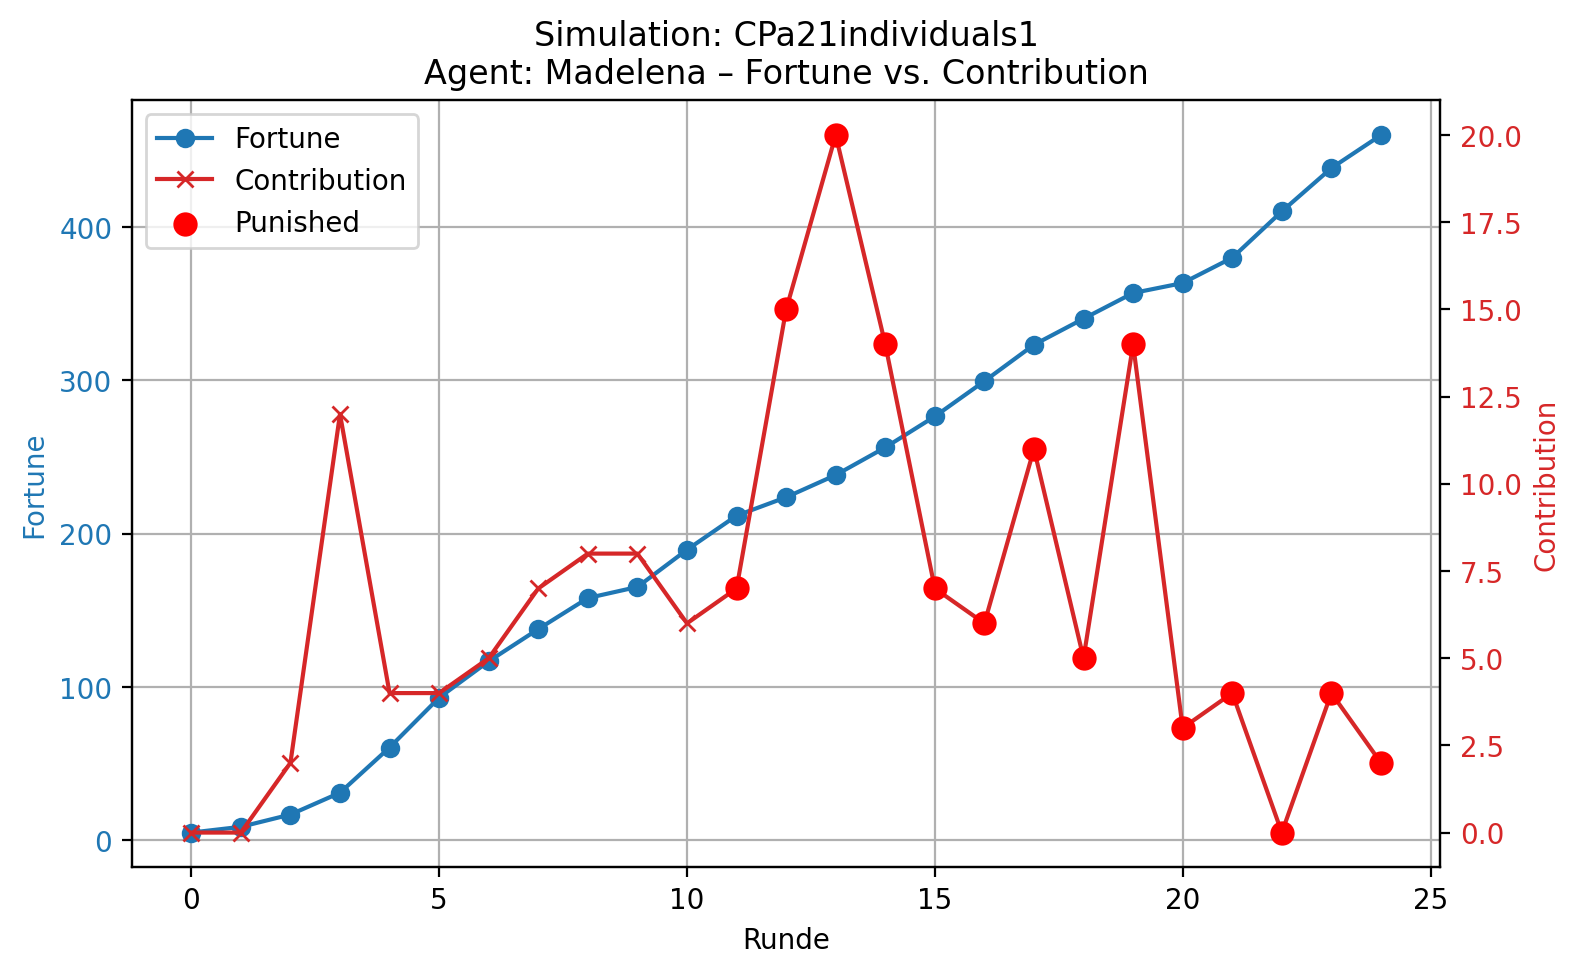 Simulation: CPa21individuals1
Agent: Madelena – Fortune vs. Contribution
Fortune
Contribution
Punished
400
300
200
100
0
Fortune
20.0
17.5
15.0
12.5
10.0
7.5
5.0
2.5
0.0
Contribution
0 5 10 15 20 25
Runde